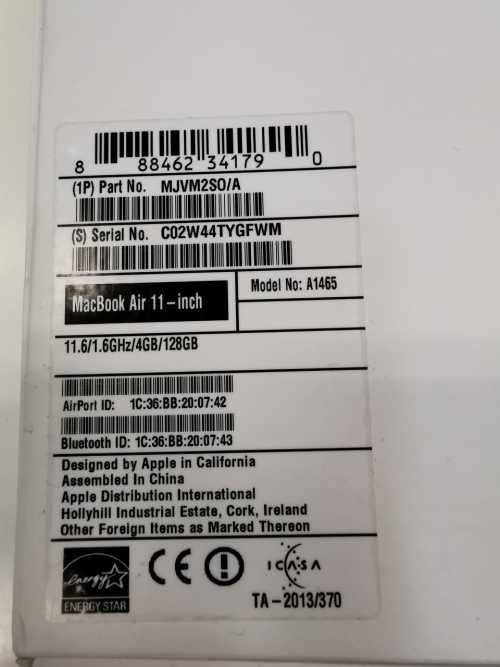 8 88462 34179 0
(1P) Part No. MJVM2SO/A
(S) Serial No. C02W44TYGFWM
MacBook Air 11-inch
Model No: A1465
11.6/1.6GHz/4GB/128GB
AirPort ID: 1C:36:BB:20:07:42
Bluetooth ID: 1C:36:BB:20:07:43
Designed by Apple in California
Assembled In China
Apple Distribution International
Hollyhill Industrial Estate, Cork, Ireland
Other Foreign Items as Marked Thereon
energy
ENERGY STAR
CE
ICASA
TA-2013/370